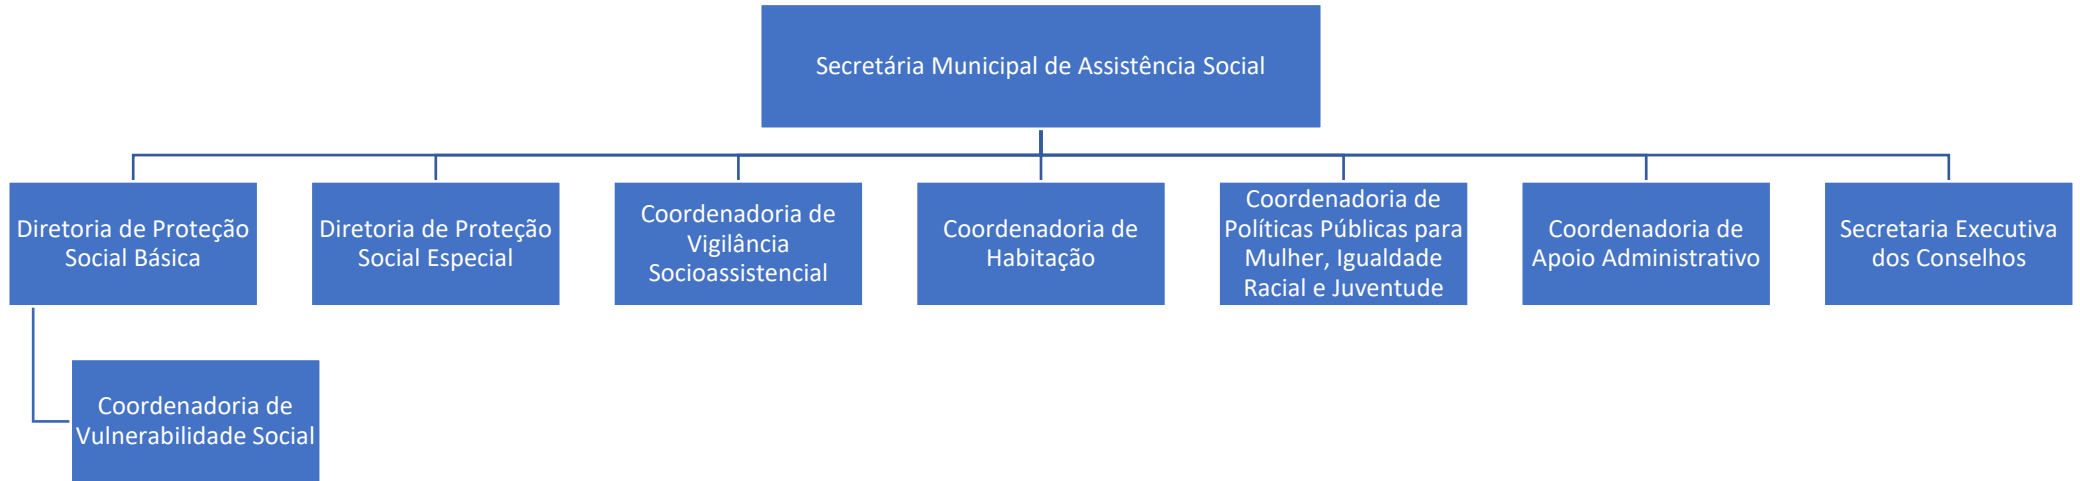 Secretária Municipal de Assistência Social
Diretoria de Proteção
Social Básica
Diretoria de Proteção
Social Especial
Coordenadoria de
Vigilância
Socioassistencial
Coordenadoria de
Habitação
Coordenadoria de
Políticas Públicas para
Mulher, Igualdade
Racial e Juventude
Coordenadoria de
Apoio Administrativo
Secretaria Executiva
dos Conselhos
Coordenadoria de
Vulnerabilidade Social